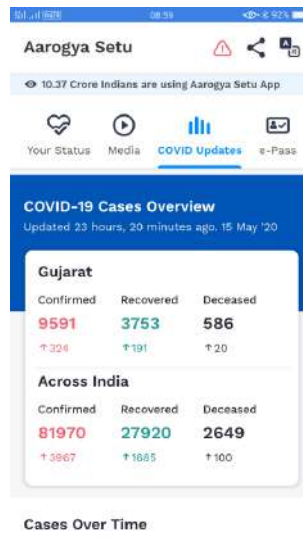 08:59
92%
Aarogya Setu
10.37 Crore Indians are using Aarogya Setu App
Your Status Media COVID Updates e-Pass
COVID-19 Cases Overview
Updated 23 hours, 20 minutes ago. 15 May '20
Gujarat
Confirmed Recovered Deceased
9591 3753 586
↑324 ↑191 ↑20
Across India
Confirmed Recovered Deceased
81970 27920 2649
↑3967 ↑1685 ↑100
Cases Over Time